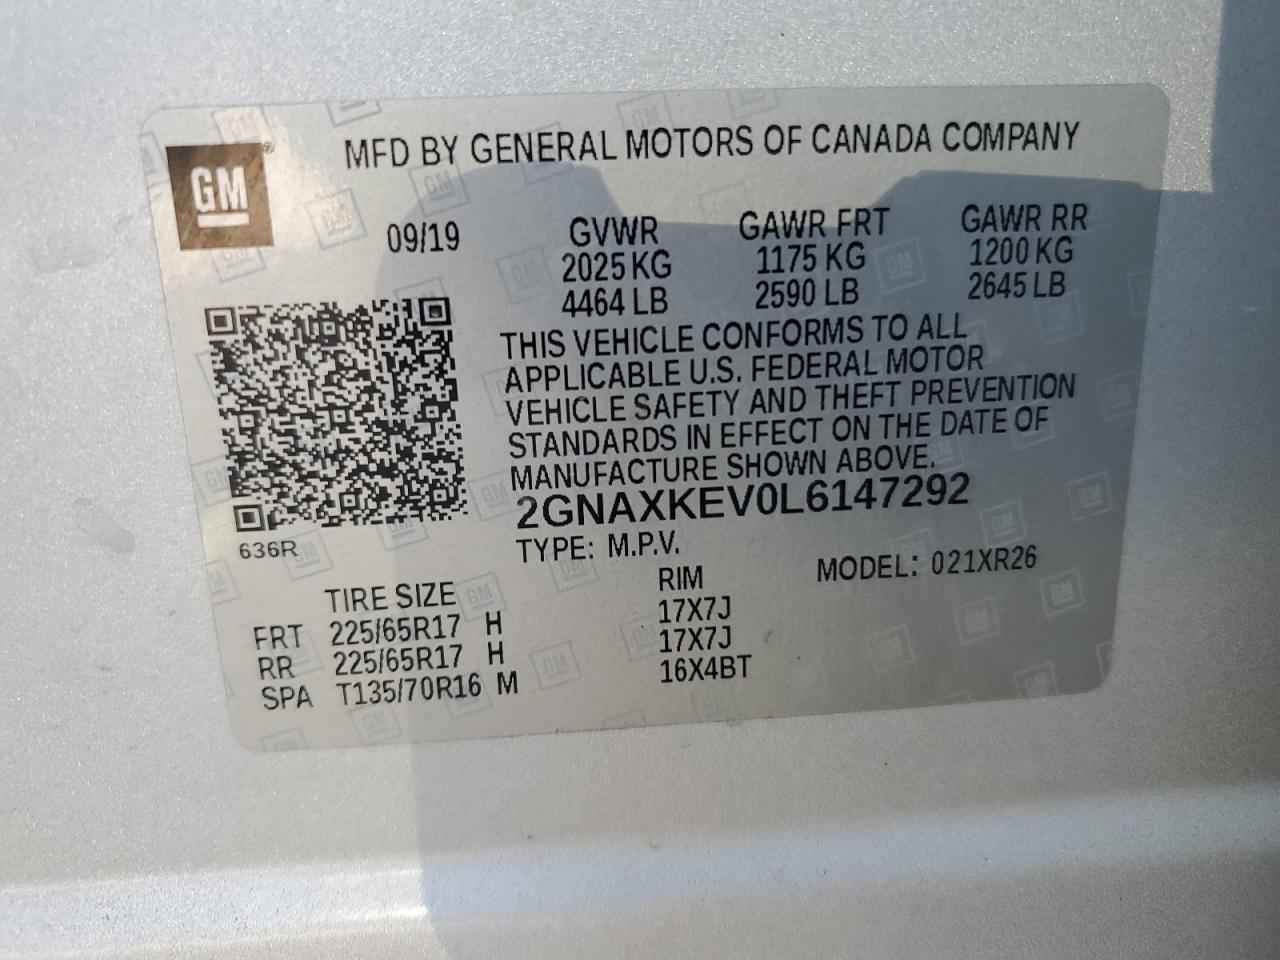 MFD BY GENERAL MOTORS OF CANADA COMPANY
GM ®
09/19 GVWR GAWR FRT GAWR RR
2025 KG 1175 KG 1200 KG
4464 LB 2590 LB 2645 LB
THIS VEHICLE CONFORMS TO ALL
APPLICABLE U.S. FEDERAL MOTOR
VEHICLE SAFETY AND THEFT PREVENTION
STANDARDS IN EFFECT ON THE DATE OF
MANUFACTURE SHOWN ABOVE.
2GNAXKEV0L6147292
636R
TYPE: M.P.V. MODEL: 021XR26
TIRE SIZE RIM
FRT 225/65R17 H 17X7J
RR 225/65R17 H 17X7J
SPA T135/70R16 M 16X4BT